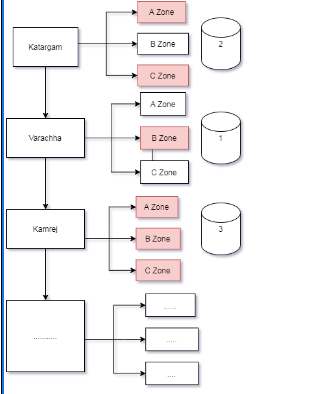 A Zone
Katargam
B Zone
2
C Zone
A Zone
Varachha
B Zone
1
C Zone
A Zone
Kamrej
B Zone
3
C Zone
......
............
.....
....